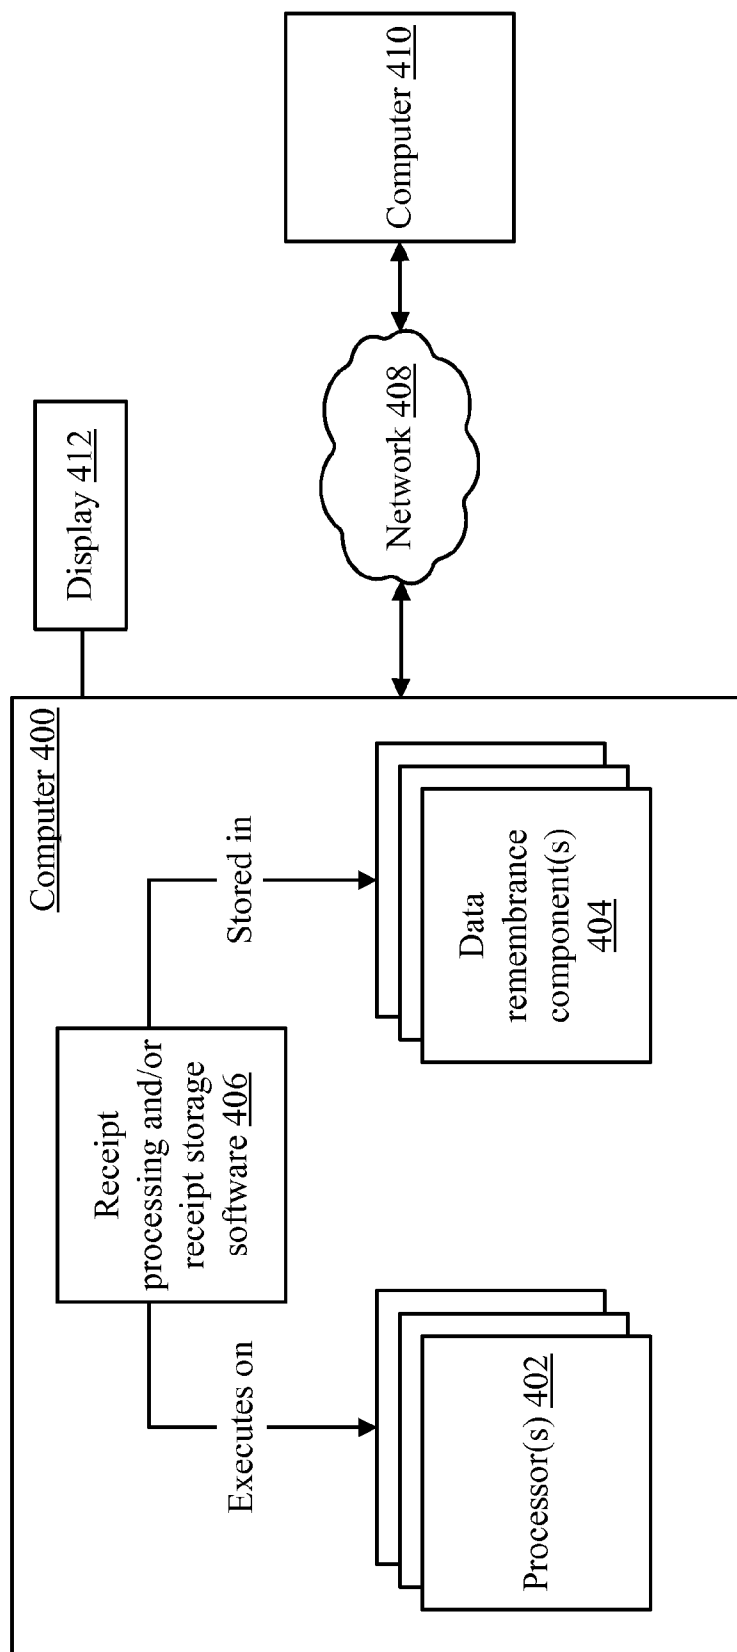 Computer 400
Receipt
processing and/or
receipt storage
software 406
Executes on
Stored in
Processor(s) 402
Data
remembrance
component(s)
404
Display 412
Network 408
Computer 410